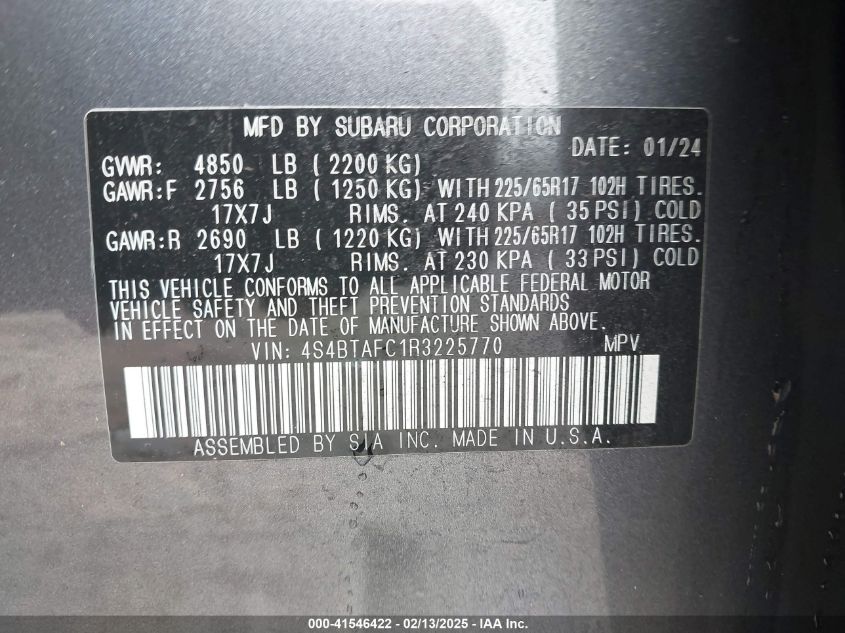 MFD BY SUBARU CORPORATION
DATE: 01/24
GVWR: 4850 LB ( 2200 KG)
GAWR:F 2756 LB ( 1250 KG) WITH 225/65R17 102H TIRES.
17X7J RIMS. AT 240 KPA ( 35 PSI) COLD
GAWR:R 2690 LB ( 1220 KG) WITH 225/65R17 102H TIRES.
17X7J RIMS. AT 230 KPA ( 33 PSI) COLD
THIS VEHICLE CONFORMS TO ALL APPLICABLE FEDERAL MOTOR
VEHICLE SAFETY AND THEFT PREVENTION STANDARDS
IN EFFECT ON THE DATE OF MANUFACTURE SHOWN ABOVE.
VIN: 4S4BTAFC1R3225770 MPV
ASSEMBLED BY SIA INC. MADE IN U.S.A.
000-41546422 - 02/13/2025 - IAA Inc.